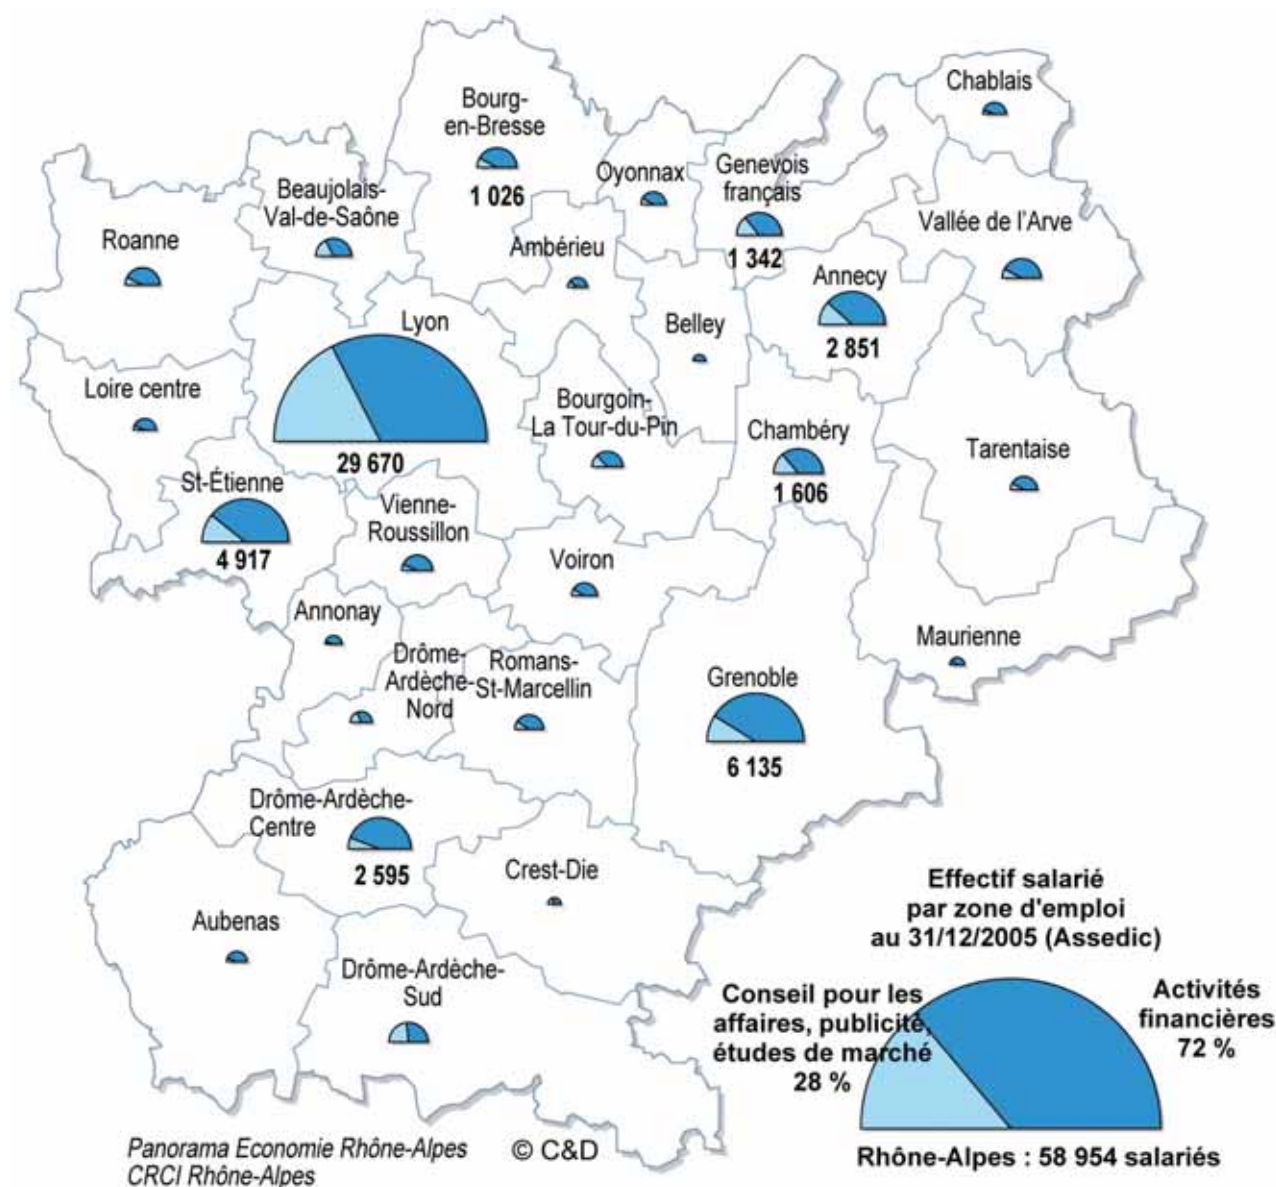 Chablais
Bourg-
en-Bresse
1 026
Oyonnax
Genevois
français
1 342
Beaujolais-
Val-de-Saône
Roanne
Ambérieu
Vallée de l'Arve
Annecy
2 851
Lyon
29 670
Belley
Loire centre
Bourgoin-
La Tour-du-Pin
Chambéry
1 606
Tarentaise
St-Étienne
4 917
Vienne-
Roussillon
Voiron
Annonay
Maurienne
Drôme-
Ardèche-
Nord
Romans-
St-Marcellin
Grenoble
6 135
Drôme-Ardèche-
Centre
2 595
Crest-Die
Aubenas
Drôme-Ardèche-
Sud
Effectif salarié
par zone d'emploi
au 31/12/2005 (Assedic)
Conseil pour les
affaires, publicité,
études de marché
28 %
Activités
financières
72 %
Rhône-Alpes : 58 954 salariés
Panorama Economie Rhône-Alpes
CRCI Rhône-Alpes
© C&D